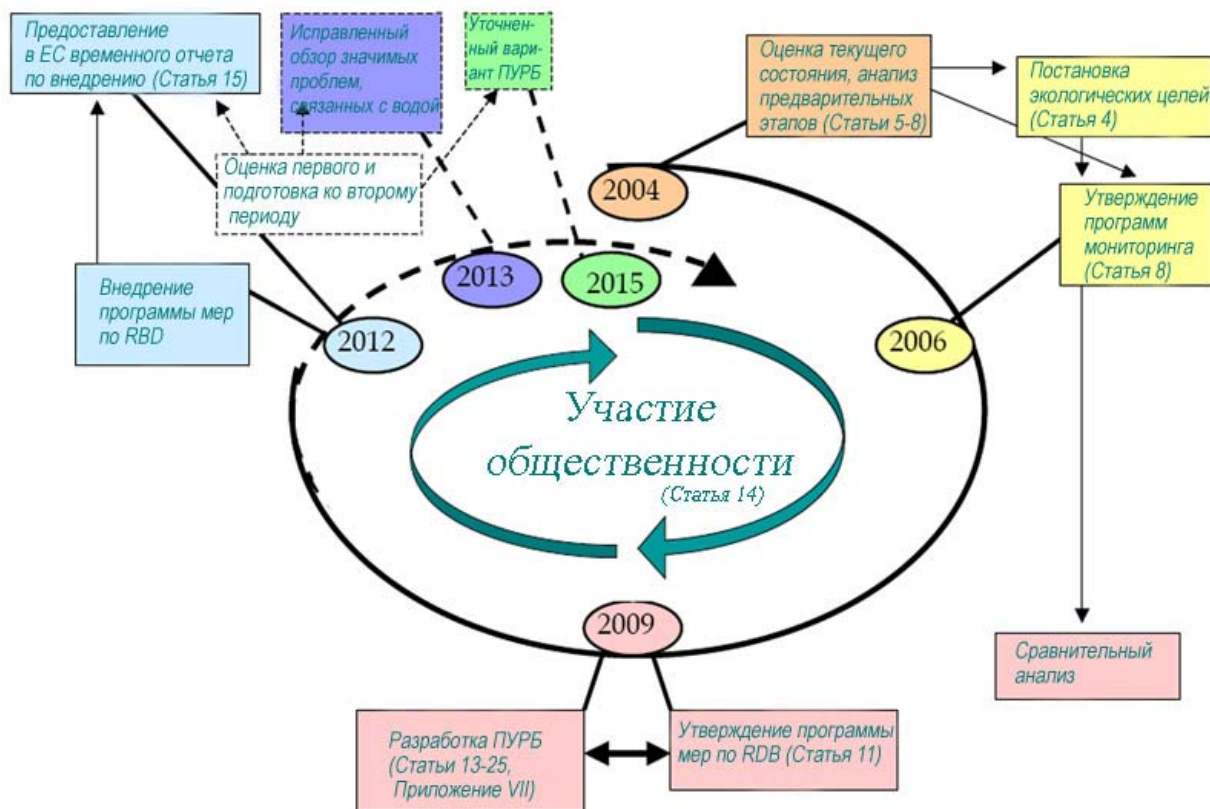 Предоставление
в ЕС временного отчета
по внедрению (Статья 15)
Исправленный
обзор значимых
проблем,
связанных с водой
Уточнен-
ный вари-
ант ПУРБ
Оценка текущего
состояния, анализ
предварительных
этапов (Статьи 5-8)
Постановка
экологических целей
(Статья 4)
Оценка первого и
подготовка ко второму
периоду
2004
Утверждение
программ
мониторинга
(Статья 8)
Внедрение
программы мер
по RBD
2013
2015
2012
2006
Участие
общественности
(Статья 14)
2009
Сравнительный
анализ
Разработка ПУРБ
(Статьи 13-25,
Приложение VII)
Утверждение программы
мер по RDB (Статья 11)